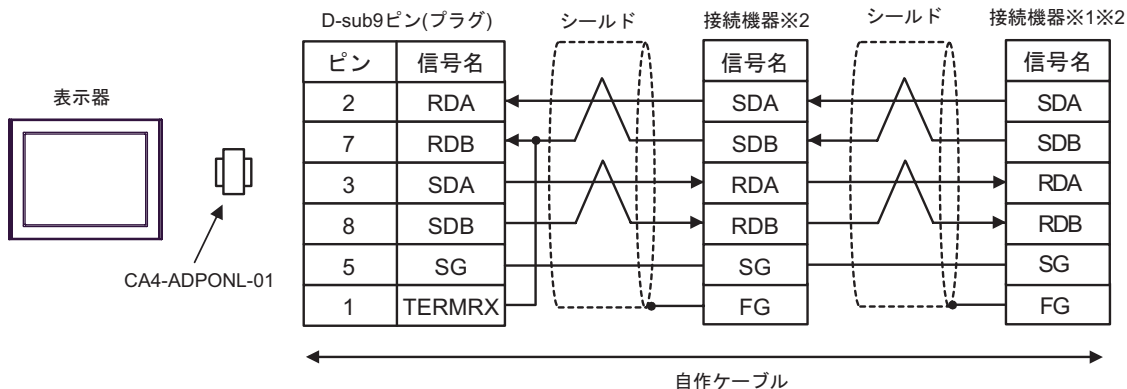 D-sub9ピン(プラグ) シールド 接続機器※2 シールド 接続機器※1※2
ピン 信号名 信号名 信号名
表示器
2 RDA SDA SDA
7 RDB SDB SDB
3 SDA RDA RDA
8 SDB RDB RDB
5 SG SG SG
CA4-ADPONL-01
1 TERMRX FG FG
自作ケーブル